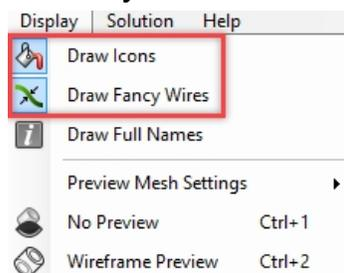 Display Solution Help
Draw Icons
Draw Fancy Wires
Draw Full Names
Preview Mesh Settings
No Preview Ctrl+1
Wireframe Preview Ctrl+2